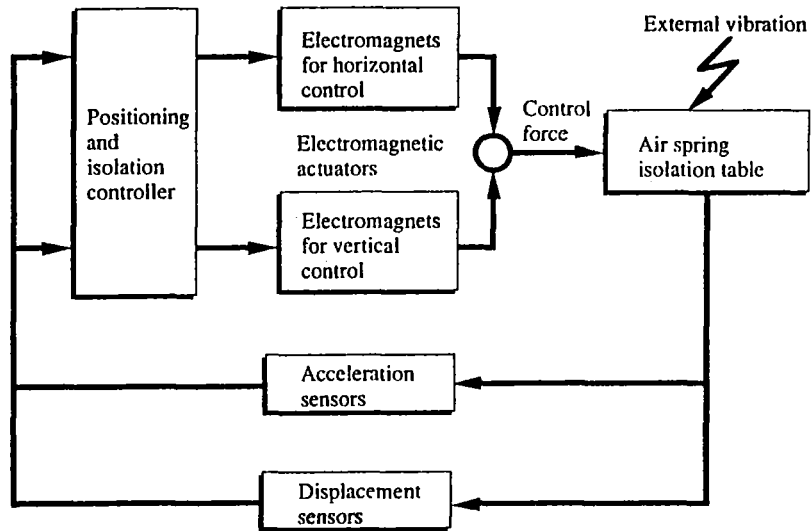 External vibration
Electromagnets
for horizontal
control
Positioning
and
isolation
controller
Electromagnetic
actuators
Control
force
Air spring
isolation table
Electromagnets
for vertical
control
Acceleration
sensors
Displacement
sensors